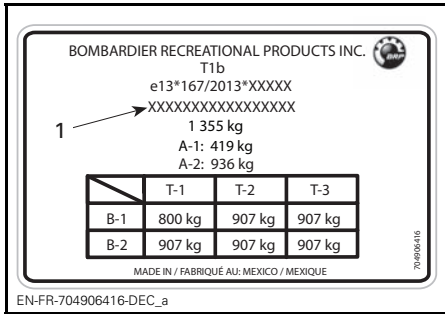 BOMBARDIER RECREATIONAL PRODUCTS INC.
BRP
T1b
e13*167/2013*XXXXX
XXXXXXXXXXXXXXXXX
1
1 355 kg
A-1: 419 kg
A-2: 936 kg
T-1 T-2 T-3
B-1 800 kg 907 kg 907 kg
B-2 907 kg 907 kg 907 kg
MADE IN / FABRIQUÉ AU: MEXICO / MEXIQUE
704906416
EN-FR-704906416-DEC_a